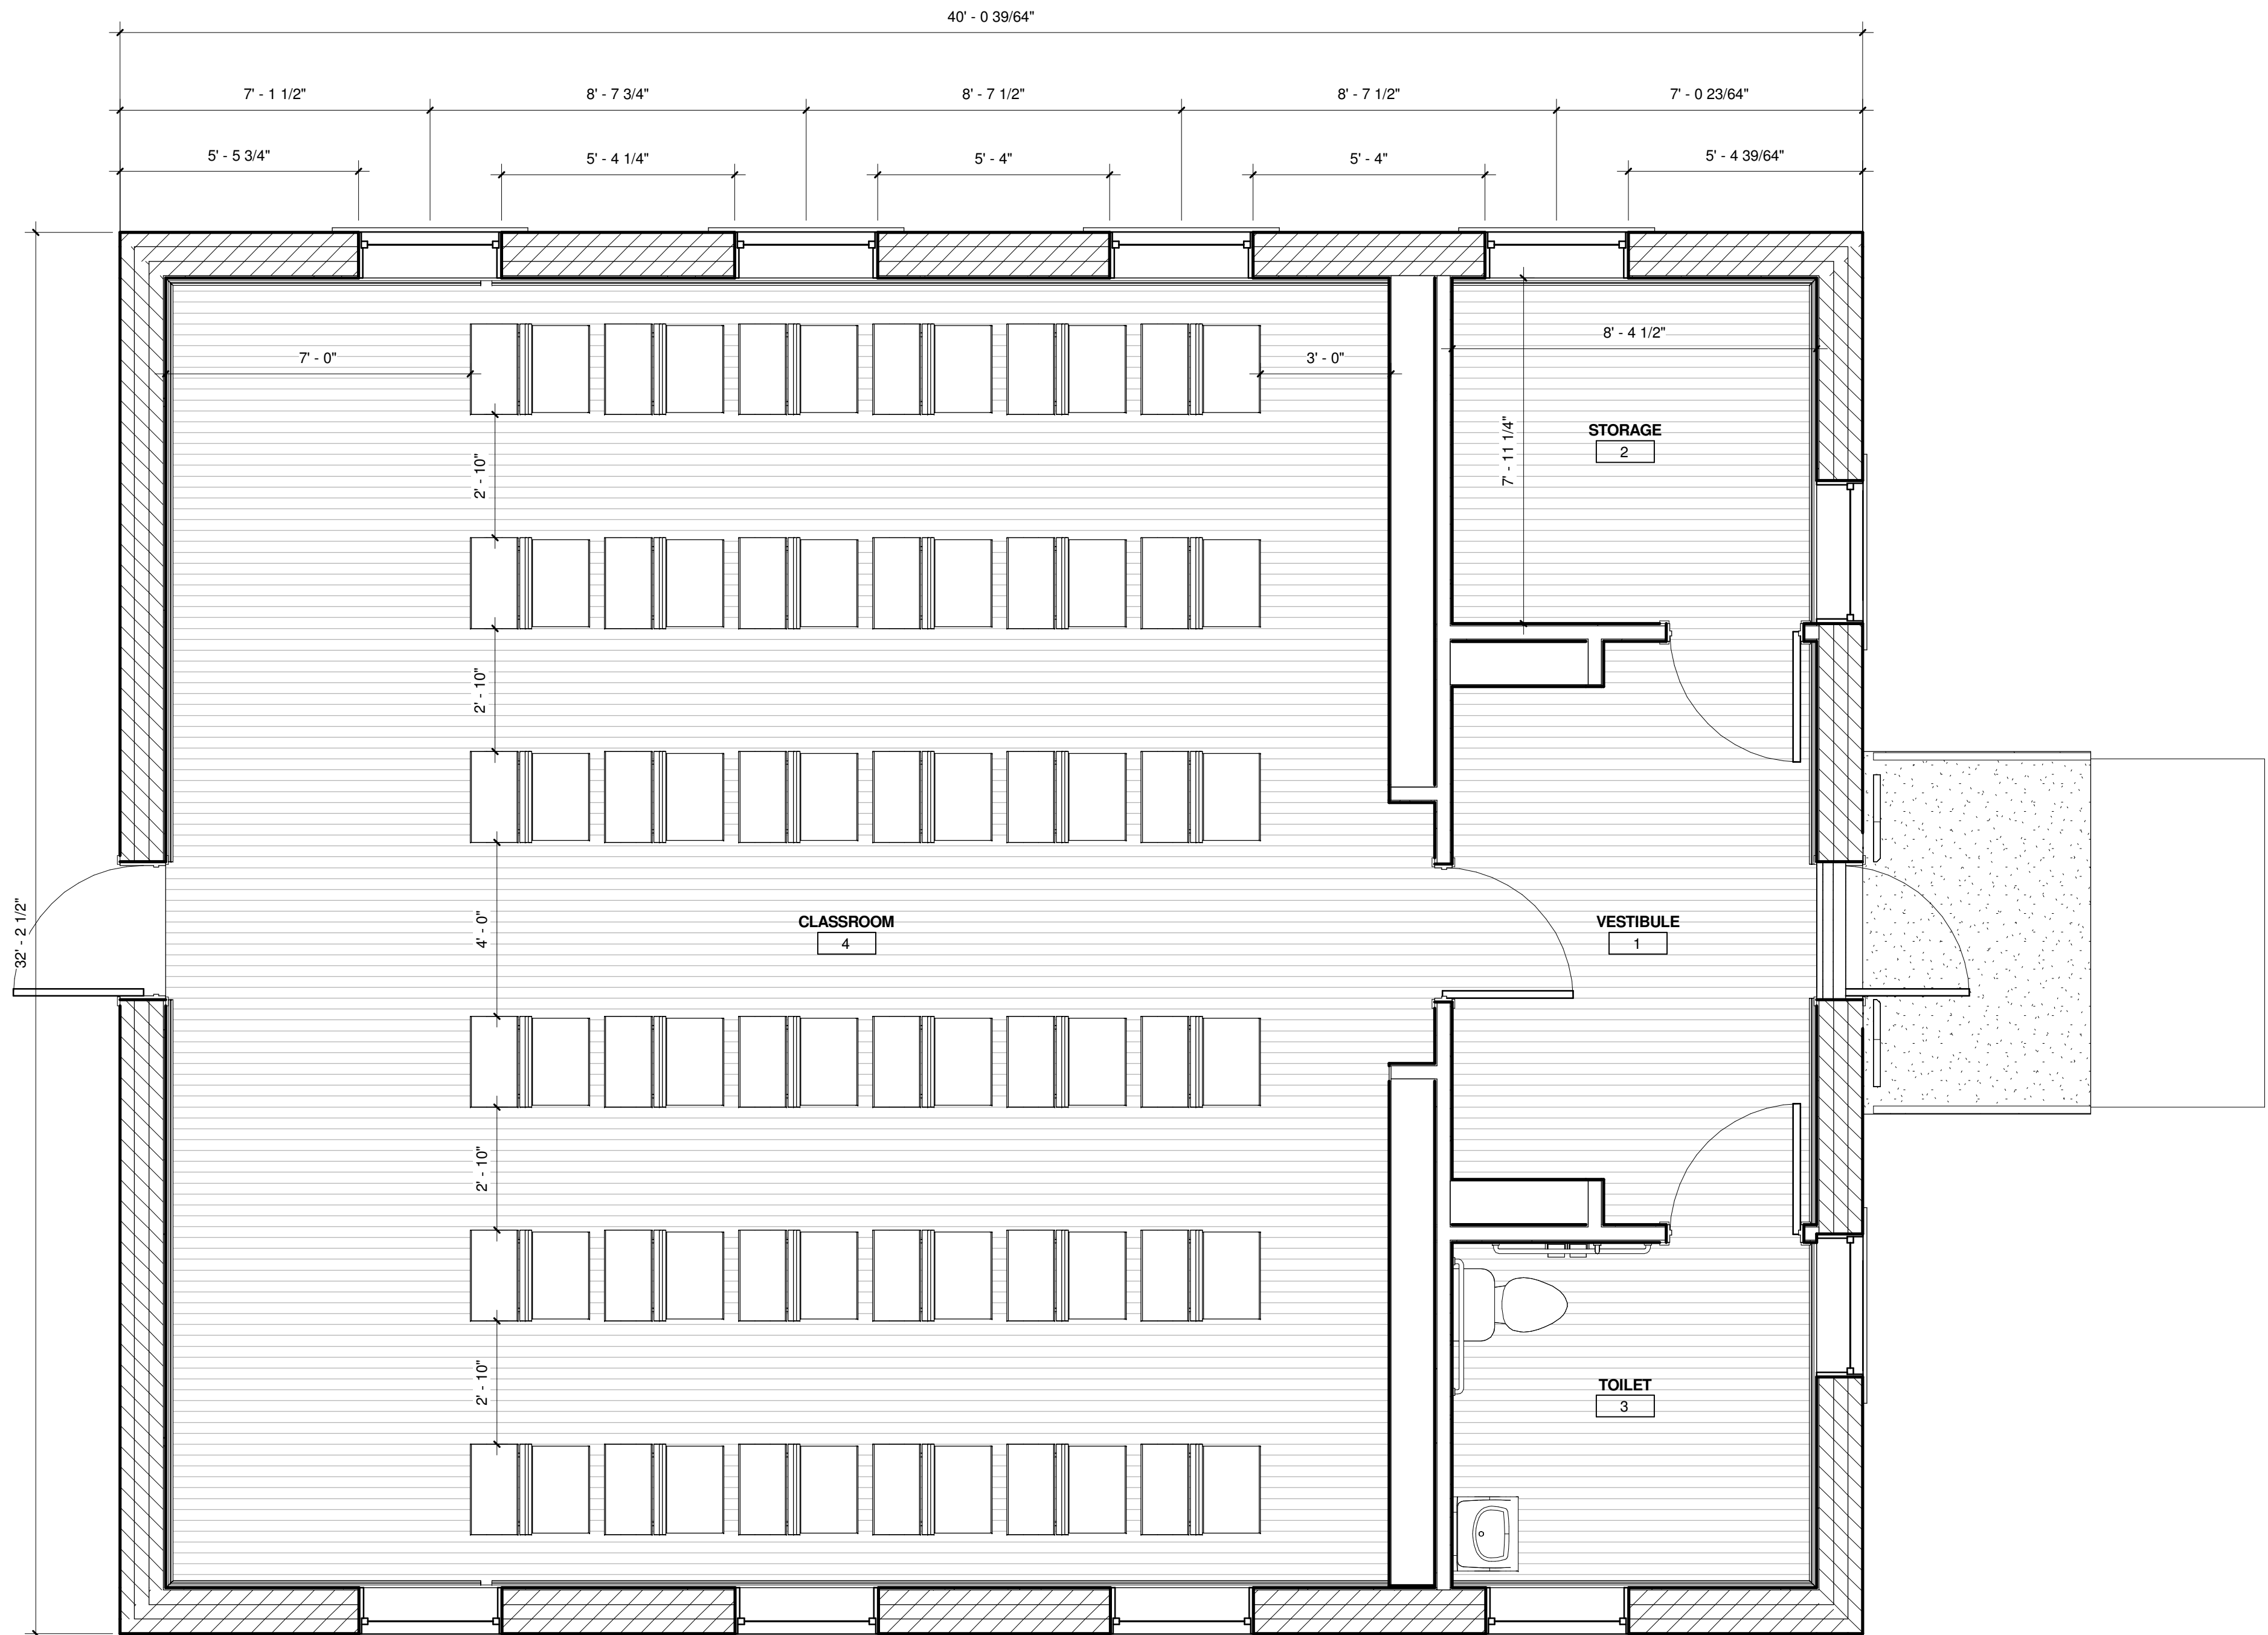 40' - 0 39/64"
7' - 1 1/2"
8' - 7 3/4"
8' - 7 1/2"
8' - 7 1/2"
7' - 0 23/64"
5' - 5 3/4"
5' - 4 1/4"
5' - 4"
5' - 4"
5' - 4 39/64"
7' - 0"
3' - 0"
8' - 4 1/2"
7' - 11 1/4"
STORAGE
2
2' - 10"
2' - 10"
32' - 2 1/2"
4' - 0"
CLASSROOM
4
VESTIBULE
1
2' - 10"
2' - 10"
TOILET
3